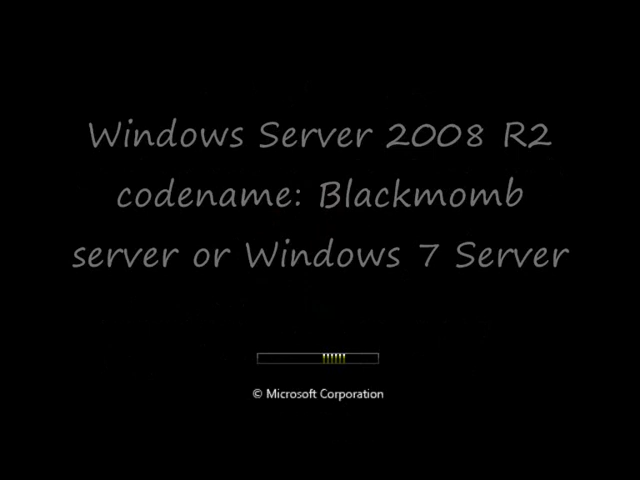 Windows Server 2008 R2
codename: Blackmomb
server or Windows 7 Server
© Microsoft Corporation